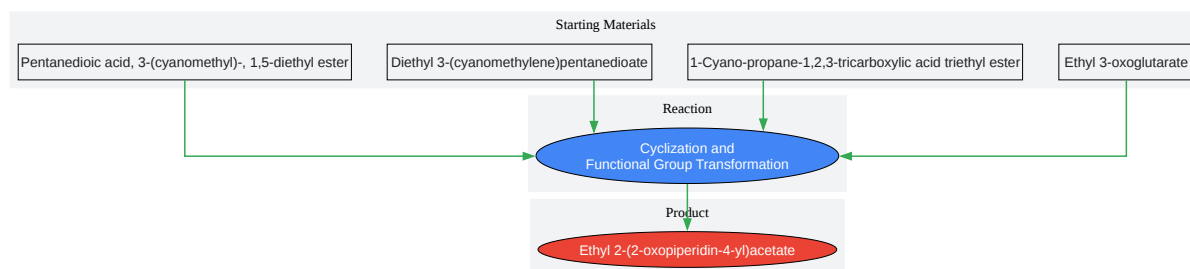 Starting Materials
Pentanedioic acid, 3-(cyanomethyl)-, 1,5-diethyl ester
Diethyl 3-(cyanomethylene)pentanedioate
1-Cyano-propane-1,2,3-tricarboxylic acid triethyl ester
Ethyl 3-oxoglutarate
Reaction
Cyclization and
Functional Group Transformation
Product
Ethyl 2-(2-oxopiperidin-4-yl)acetate